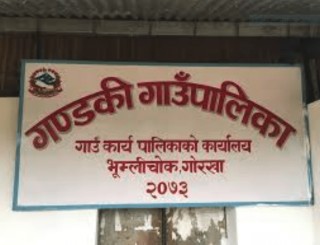 गण्डकी गाउँपालिका
गाउँ कार्य पालिकाको कार्यालय
भूम्लीचोक,गोरखा
२०७३